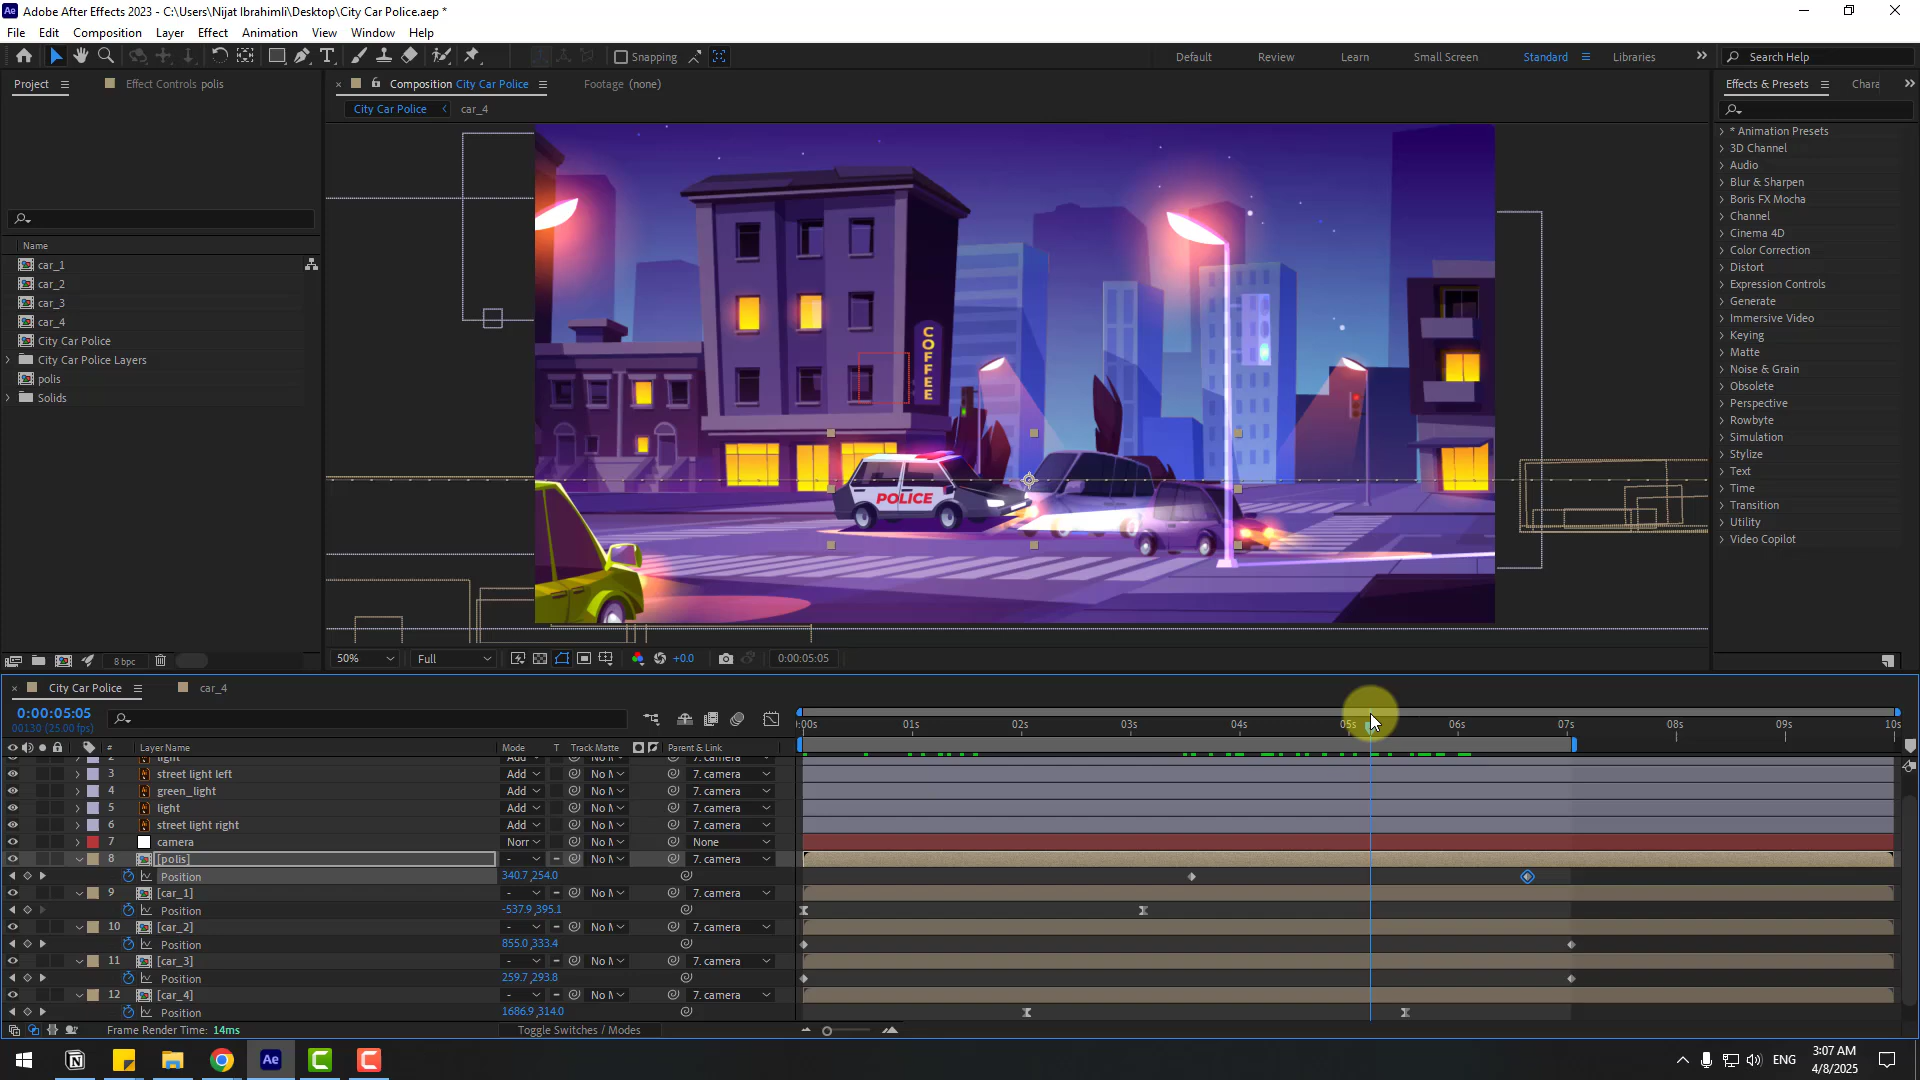 Ae Adobe After Effects 2023 - C:\Users\Nijat Ibrahimli\Desktop\City Car Police.aep *
File Edit Composition Layer Effect Animation View Window Help
Snapping Default Review Learn Small Screen Standard Libraries Search Help
Project Effect Controls polis Composition City Car Police Footage (none) Effects & Presets Chara
City Car Police car_4
Name
car_1
car_2
car_3
car_4
City Car Police
City Car Police Layers
polis
Solids
COFFEE
POLICE
* Animation Presets
3D Channel
Audio
Blur & Sharpen
Boris FX Mocha
Channel
Cinema 4D
Color Correction
Distort
Expression Controls
Generate
Immersive Video
Keying
Matte
Noise & Grain
Obsolete
Perspective
Rowbyte
Simulation
Stylize
Text
Time
Transition
Utility
Video Copilot
8 bpc 50% Full +0.0 0:00:05:05
City Car Police car_4
0:00:05:05
00130 (25.00 fps)
:00s 01s 02s 03s 04s 05s 06s 07s 08s 09s 10s
# Layer Name Mode T Track Matte Parent & Link
2 light Add No M 7. camera
3 street light left Add No M 7. camera
4 green_light Add No M 7. camera
5 light Add No M 7. camera
6 street light right Add No M 7. camera
7 camera Norr None
8 [polis] - No M 7. camera
Position 340.7,254.0
9 [car_1] - No M 7. camera
Position -537.9,395.1
10 [car_2] - No M 7. camera
Position 855.0,333.4
11 [car_3] - No M 7. camera
Position 259.7,293.8
12 [car_4] - No M 7. camera
Position 1686.9,314.0
Frame Render Time: 14ms Toggle Switches / Modes
Ae ENG 3:07 AM
4/8/2025